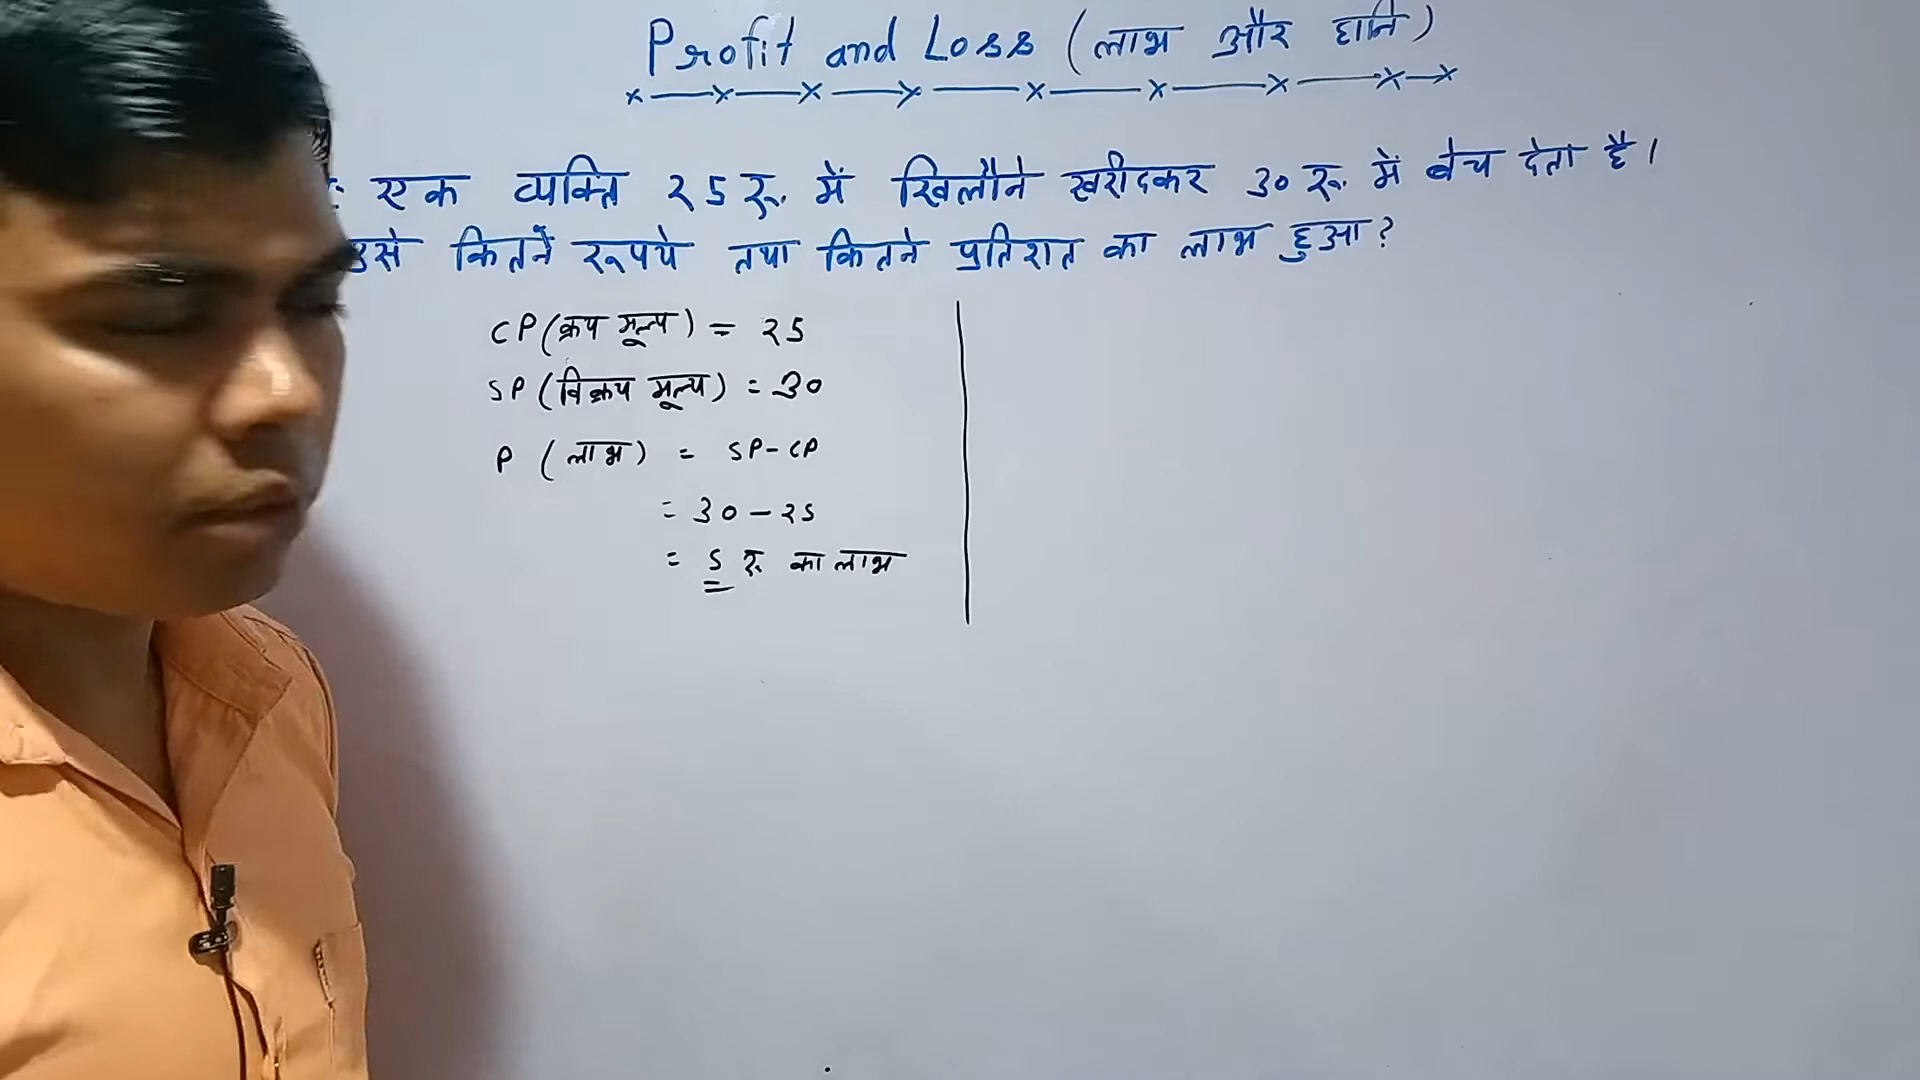 Profit and Loss (लाभ और हानि)
एक व्यक्ति 25 रू. में खिलौने खरीदकर 30 रू. में बेच देता है।
उसे कितने रूपये तथा कितने प्रतिशत का लाभ हुआ?
CP (क्रय मूल्य) = 25
SP (विक्रय मूल्य) = 30
P (लाभ) = SP-CP
= 30 - 25
= 5 रू. का लाभ